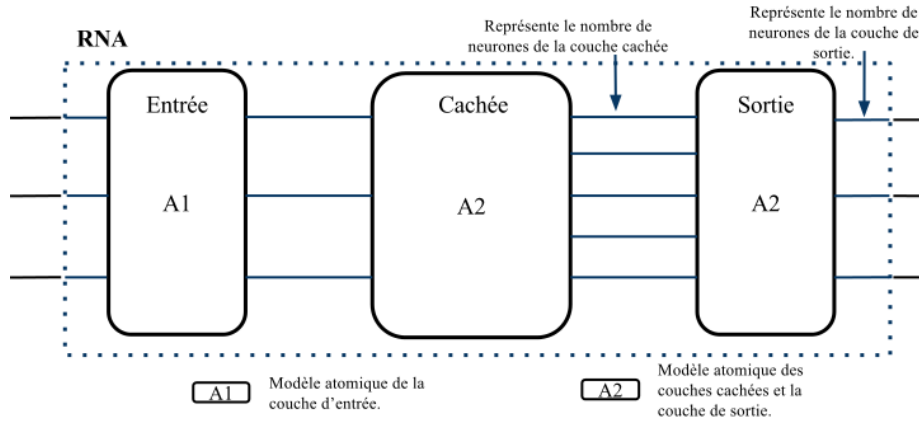 Représente le nombre de
neurones de la couche cachée
Représente le nombre de
neurones de la couche de
sortie.
RNA
Entrée
Cachée
Sortie
A1
A2
A2
A1
Modèle atomique de la
couche d’entrée.
A2
Modèle atomique des
couches cachées et la
couche de sortie.